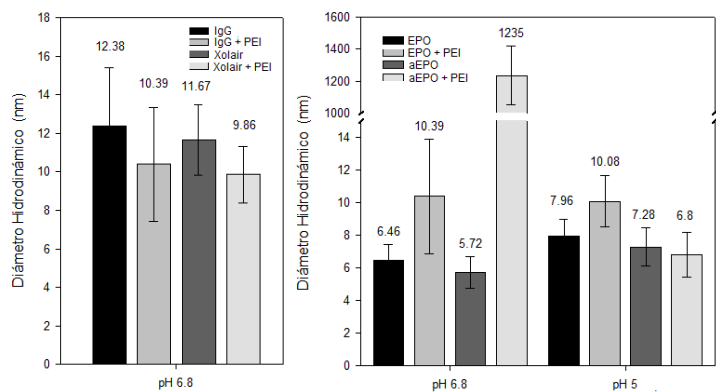 Diámetro Hidrodinámico (nm)
18
16
14
12
10
8
6
4
2
0
IgG
IgG + PEI
Xolair
Xolair + PEI
12.38
10.39
11.67
9.86
pH 6.8
Diámetro Hidrodinámico (nm)
1600
1400
1200
1000
14
12
10
8
6
4
2
0
EPO
EPO + PEI
aEPO
aEPO + PEI
1235
6.46
10.39
5.72
7.96
10.08
7.28
6.8
pH 6.8
pH 5